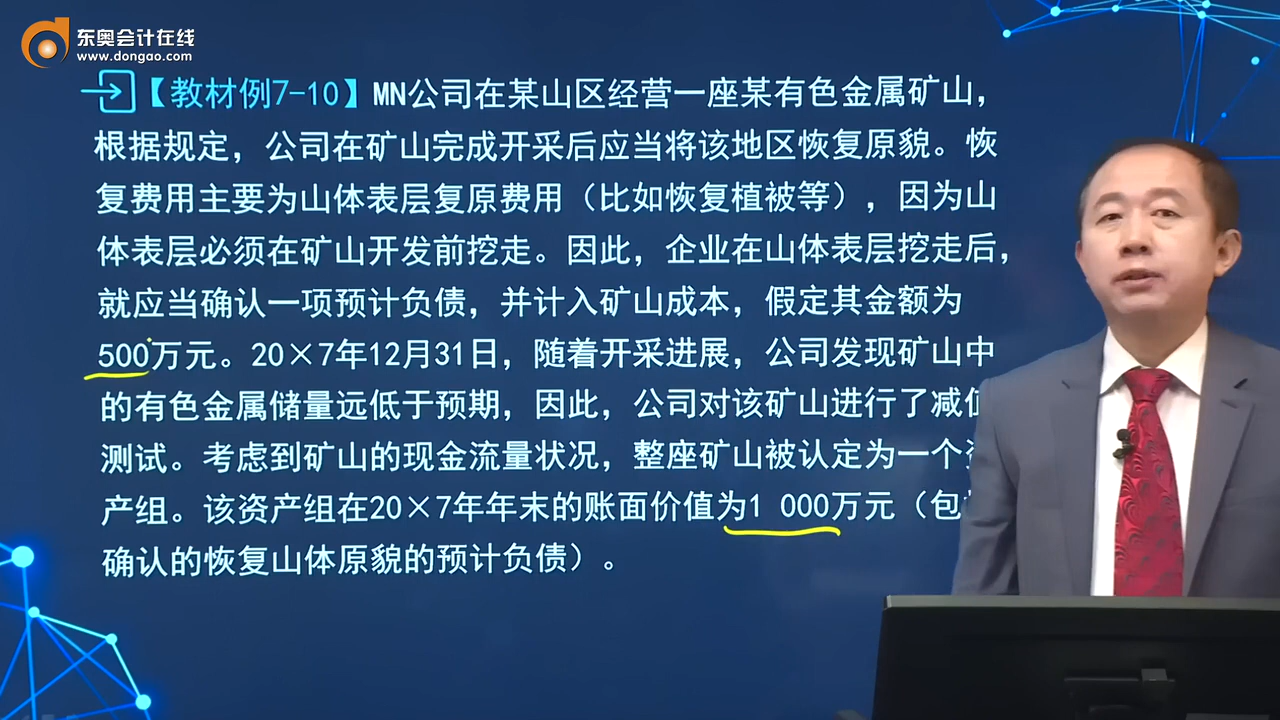 东奥会计在线
www.dongao.com
【教材例7-10】MN公司在某山区经营一座某有色金属矿山，
根据规定，公司在矿山完成开采后应当将该地区恢复原貌。恢
复费用主要为山体表层复原费用（比如恢复植被等），因为山
体表层必须在矿山开发前挖走。因此，企业在山体表层挖走后，
就应当确认一项预计负债，并计入矿山成本，假定其金额为
500万元。20×7年12月31日，随着开采进展，公司发现矿山中
的有色金属储量远低于预期，因此，公司对该矿山进行了减值
测试。考虑到矿山的现金流量状况，整座矿山被认定为一个
产组。该资产组在20×7年年末的账面价值为1 000万元（包
确认的恢复山体原貌的预计负债）。